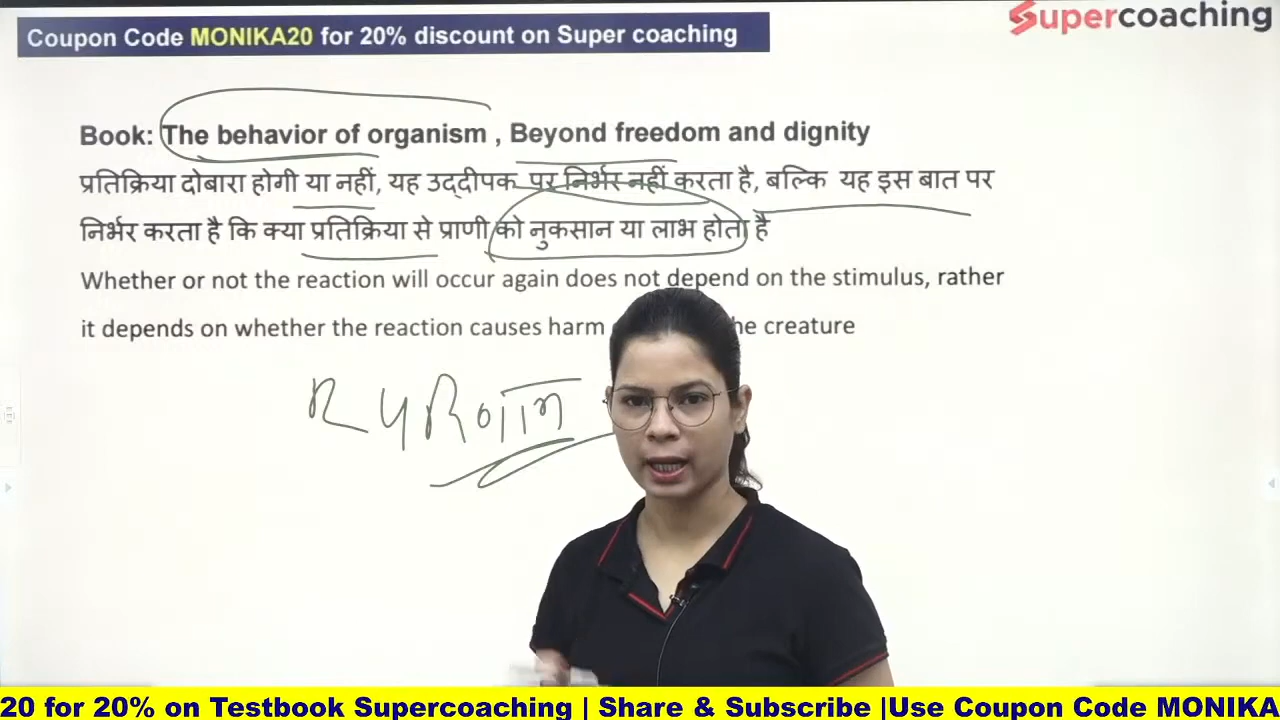 Coupon Code MONIKA20 for 20% discount on Super coaching
Supercoaching
Book: The behavior of organism , Beyond freedom and dignity
प्रतिक्रिया दोबारा होगी या नहीं, यह उद्दीपक पर निर्भर नहीं करता है, बल्कि यह इस बात पर
निर्भर करता है कि क्या प्रतिक्रिया से प्राणी को नुकसान या लाभ होता है
Whether or not the reaction will occur again does not depend on the stimulus, rather
it depends on whether the reaction causes harm he creature
20 for 20% on Testbook Supercoaching | Share & Subscribe |Use Coupon Code MONIKA